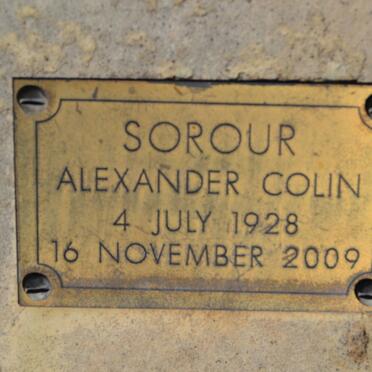 SOROUR
ALEXANDER COLIN
4 JULY 1928
16 NOVEMBER 2009